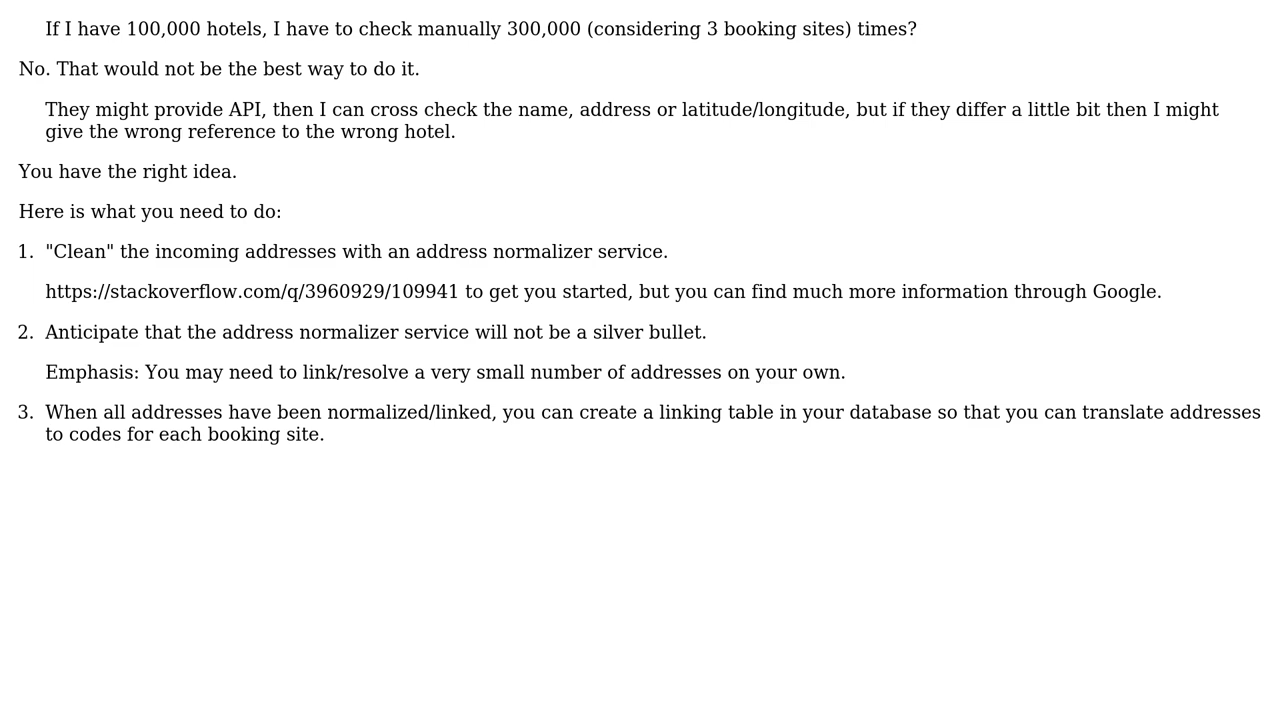 If I have 100,000 hotels, I have to check manually 300,000 (considering 3 booking sites) times?
No. That would not be the best way to do it.
They might provide API, then I can cross check the name, address or latitude/longitude, but if they differ a little bit then I might
give the wrong reference to the wrong hotel.
You have the right idea.
Here is what you need to do:
1. "Clean" the incoming addresses with an address normalizer service.
https://stackoverflow.com/q/3960929/109941 to get you started, but you can find much more information through Google.
2. Anticipate that the address normalizer service will not be a silver bullet.
Emphasis: You may need to link/resolve a very small number of addresses on your own.
3. When all addresses have been normalized/linked, you can create a linking table in your database so that you can translate addresses
to codes for each booking site.